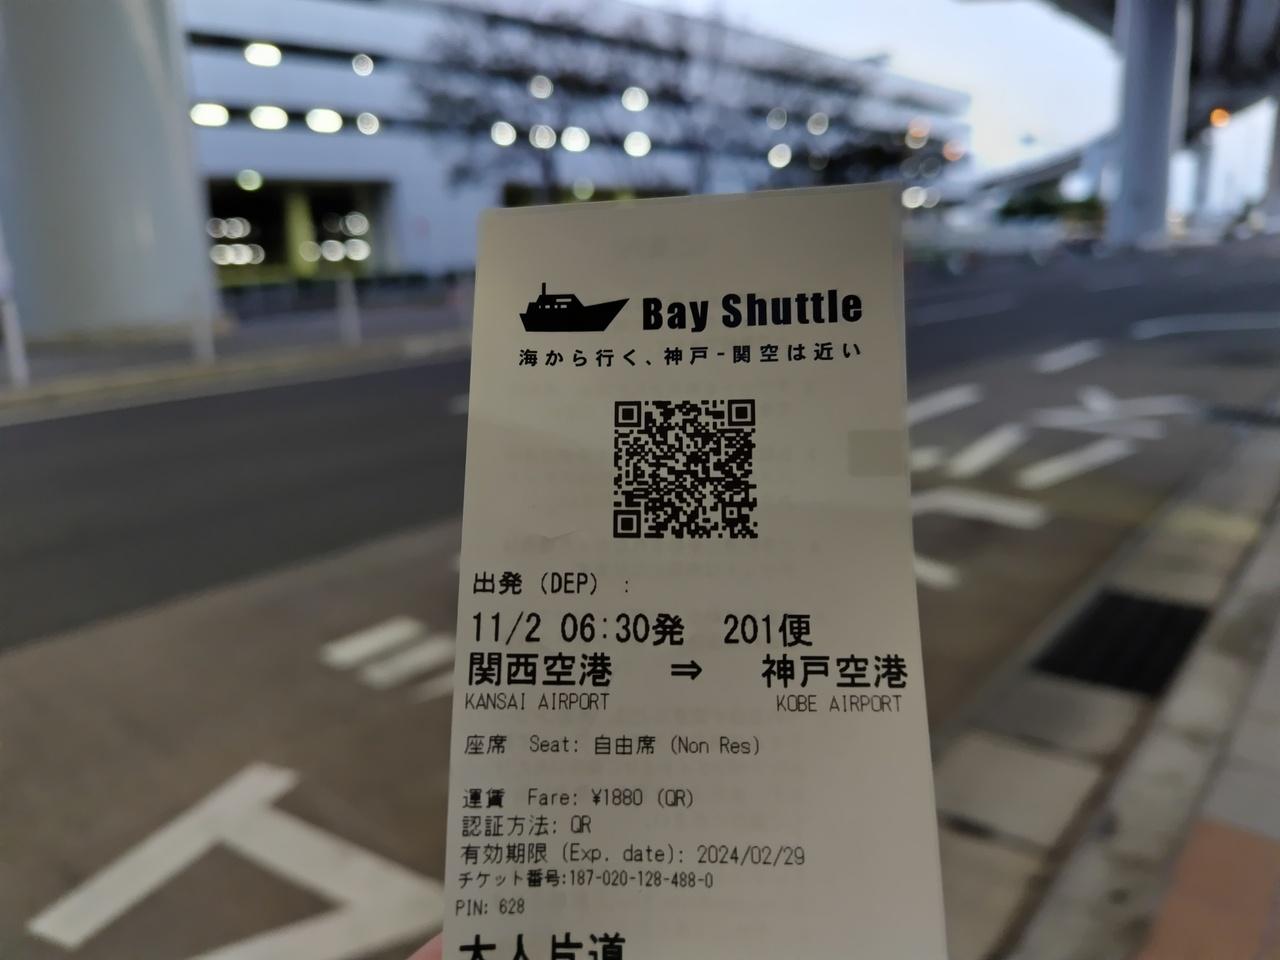 Bay Shuttle
海から行く、神戸-関空は近い
出発 (DEP) :
11/2 06:30発 201便
関西空港 ⇒ 神戸空港
KANSAI AIRPORT KOBE AIRPORT
座席 Seat: 自由席 (Non Res)
運賃 Fare: ¥1880 (QR)
認証方法: QR
有効期限 (Exp. date): 2024/02/29
チケット番号:187-020-128-488-0
PIN: 628
大人片道